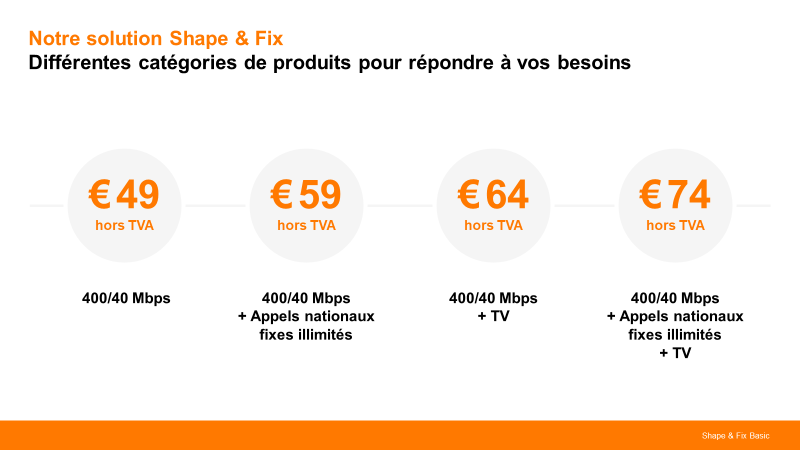 Notre solution Shape & Fix
Différentes catégories de produits pour répondre à vos besoins
€49
hors TVA
€59
hors TVA
€64
hors TVA
€74
hors TVA
400/40 Mbps
400/40 Mbps
+ Appels nationaux
fixes illimités
400/40 Mbps
+ TV
400/40 Mbps
+ Appels nationaux
fixes illimités
+ TV
Shape & Fix Basic